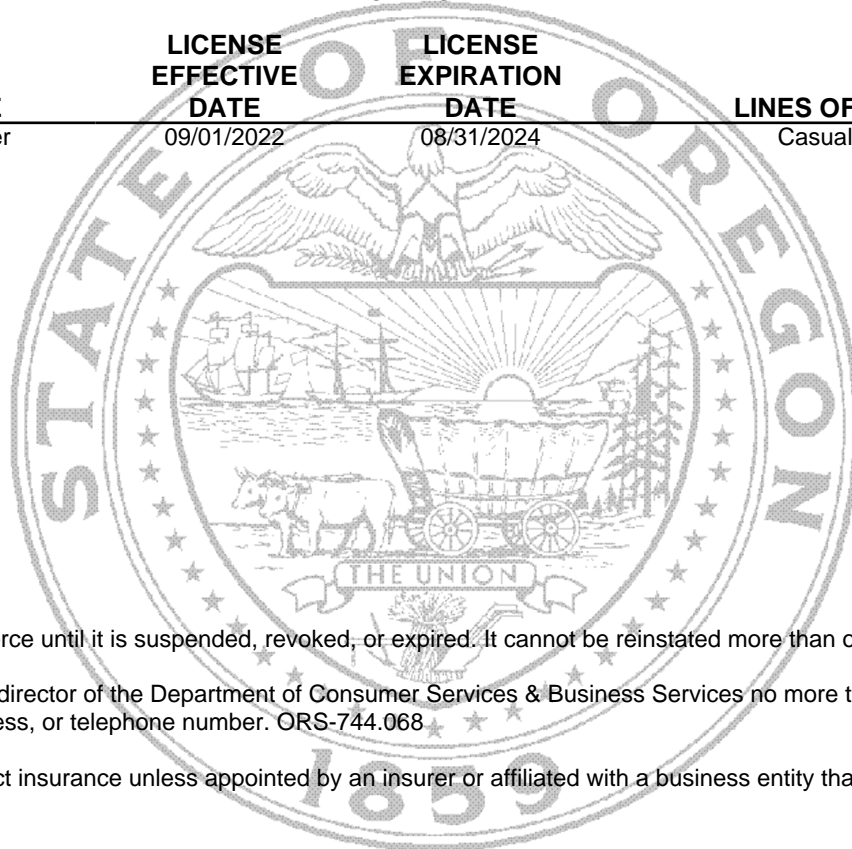 LICENSE LICENSE
EFFECTIVE EXPIRATION
DATE DATE LINES OF
er 09/01/2022 08/31/2024 Casual
STATE OF OREGON
THE UNION
rce until it is suspended, revoked, or expired. It cannot be reinstated more than o
director of the Department of Consumer Services & Business Services no more t
ess, or telephone number. ORS-744.068
ct insurance unless appointed by an insurer or affiliated with a business entity tha
1859